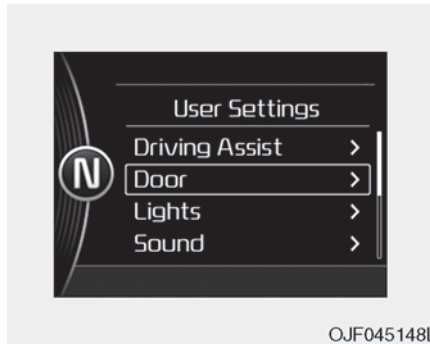 User Settings
Driving Assist >
N
Door >
Lights >
Sound >
OJF045148L